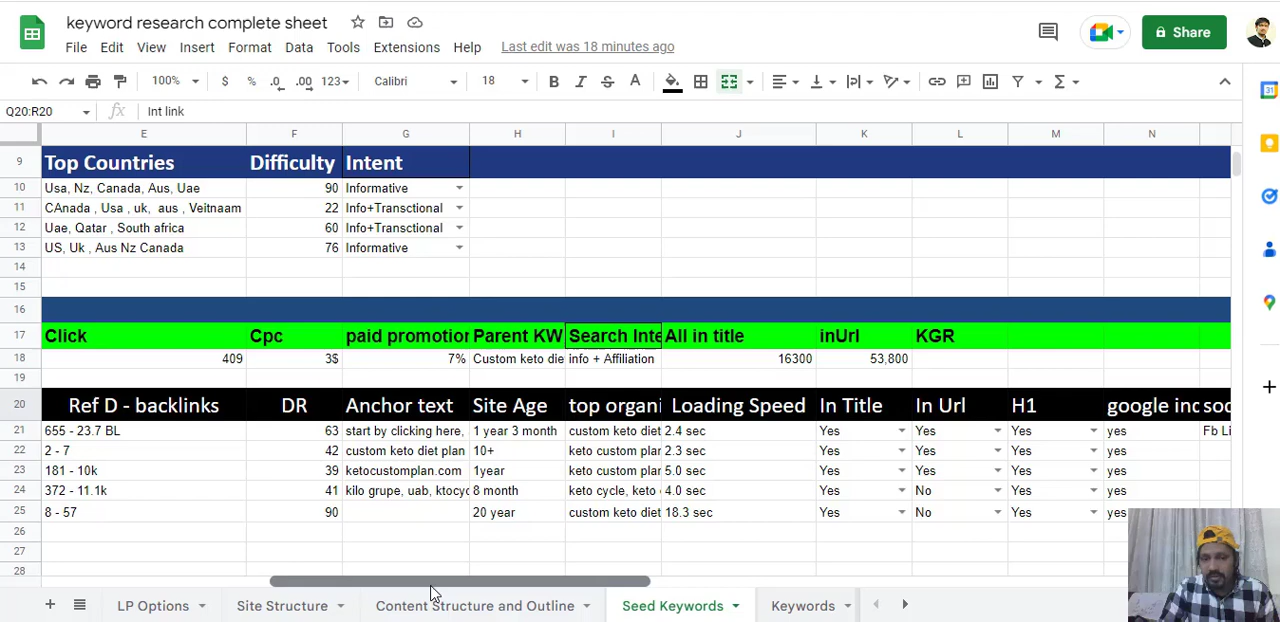 keyword research complete sheet
File Edit View Insert Format Data Tools Extensions Help Last edit was 18 minutes ago
Share
100% $ % .0 .00 123 Calibri 18 B I S A
Q20:R20 fx Int link
E F G H I J K L M N
9 Top Countries Difficulty Intent
10 Usa, Nz, Canada, Aus, Uae 90 Informative
11 CAnada , Usa , uk, aus , Veitnaam 22 Info+Transctional
12 Uae, Qatar , South africa 60 Info+Transctional
13 US, Uk , Aus Nz Canada 76 Informative
14
15
16
17 Click Cpc paid promotion Parent KW Search Inte All in title inUrl KGR
18 409 3$ 7% Custom keto die info + Affiliation 16300 53,800
19
20 Ref D - backlinks DR Anchor text Site Age top organi Loading Speed In Title In Url H1 google inc soc
21 655 - 23.7 BL 63 start by clicking here, 1 year 3 month custom keto diet 2.4 sec Yes Yes Yes yes Fb Li
22 2 - 7 42 custom keto diet plan 10+ keto custom plar 2.3 sec Yes Yes Yes yes
23 181 - 10k 39 ketocustomplan.com 1year keto custom plar 5.0 sec Yes Yes Yes yes
24 372 - 11.1k 41 kilo grupe, uab, ktocyc 8 month keto cycle, keto 4.0 sec Yes No Yes yes
25 8 - 57 90 20 year custom keto diet 18.3 sec Yes No Yes yes
26
27
28
LP Options Site Structure Content Structure and Outline Seed Keywords Keywords